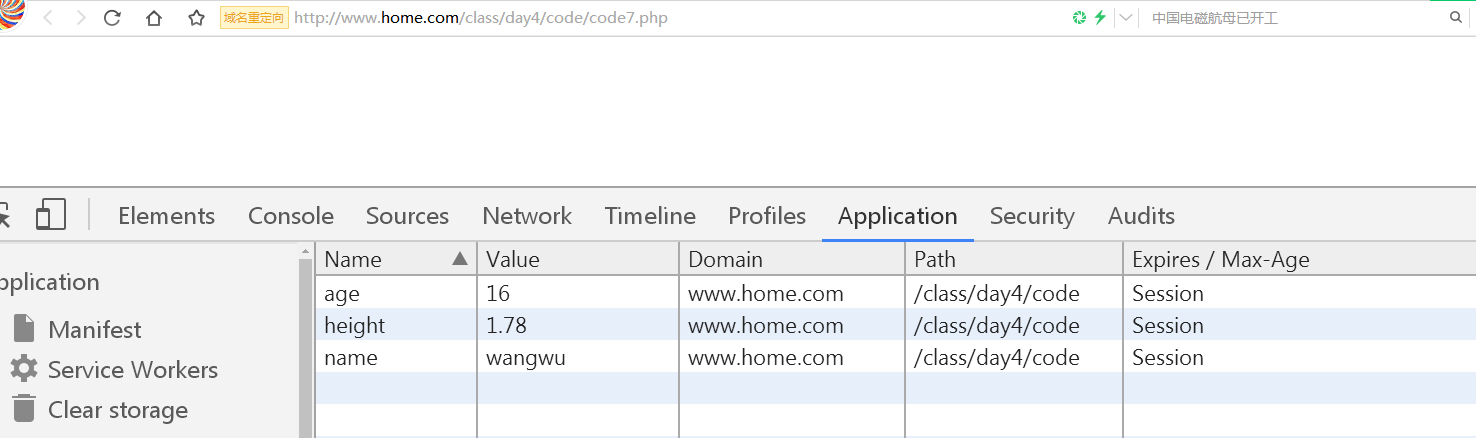 域名重定向 http://www.home.com/class/day4/code/code7.php 中国电磁航母已开工
Elements Console Sources Network Timeline Profiles Application Security Audits
Name Value Domain Path Expires / Max-Age
pplication
age 16 www.home.com /class/day4/code Session
height 1.78 www.home.com /class/day4/code Session
Manifest
name wangwu www.home.com /class/day4/code Session
Service Workers
Clear storage